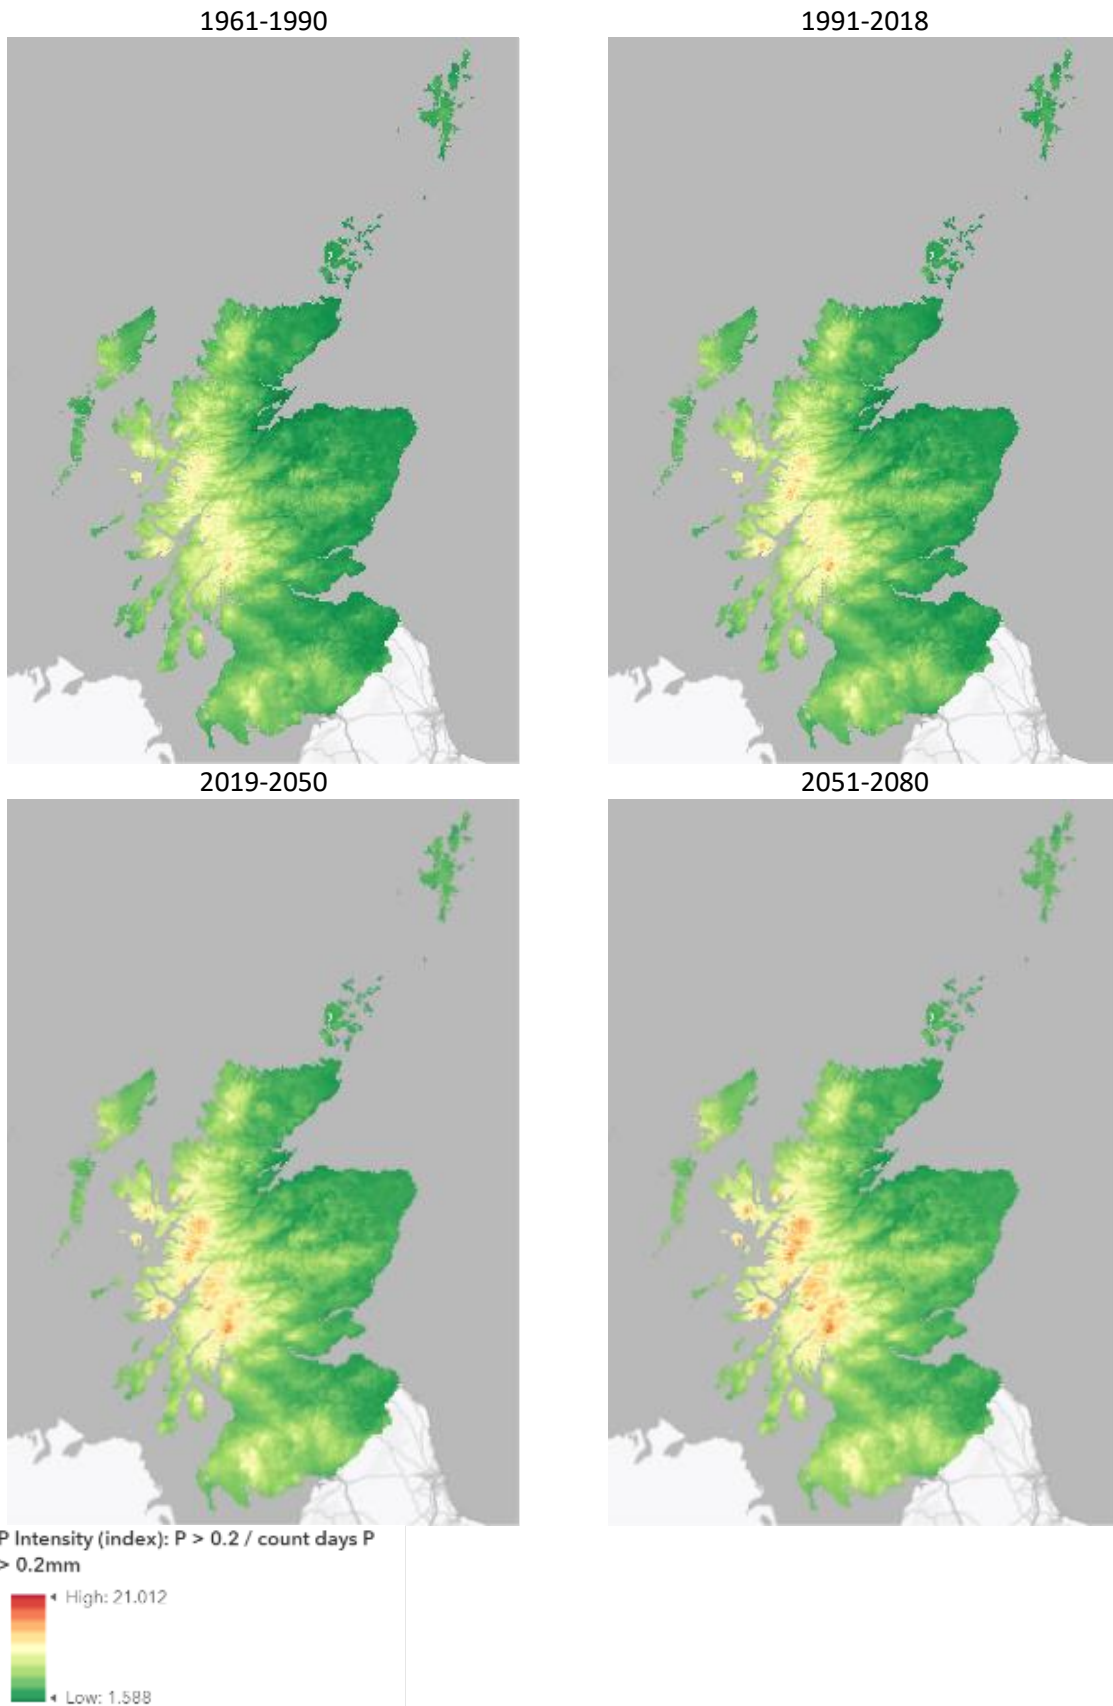 1961-1990
1991-2018
2019-2050
2051-2080
P Intensity (index): P > 0.2 / count days P
> 0.2mm
High: 21.012
Low: 1.588